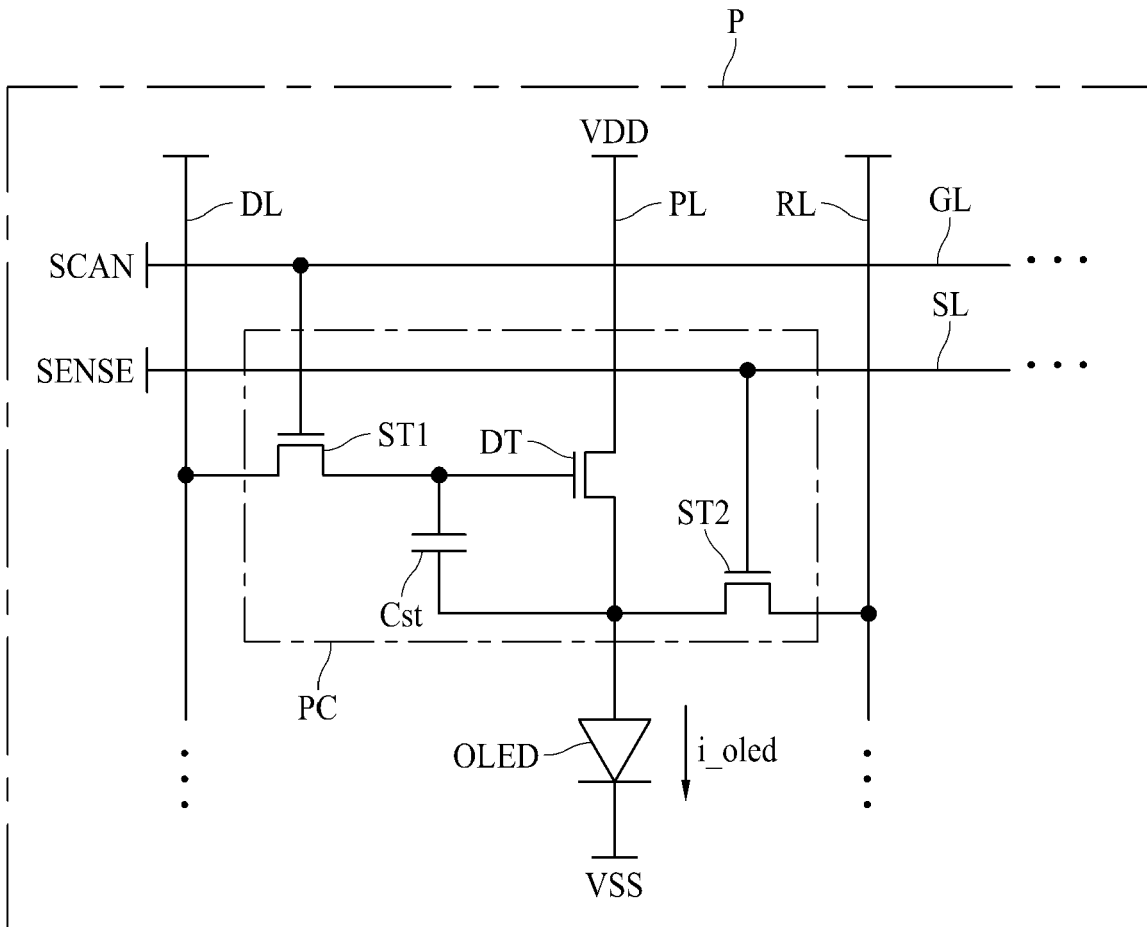 P
VDD
DL
PL
RL
GL
SCAN
SL
SENSE
ST1
DT
ST2
Cst
PC
OLED
i_oled
VSS